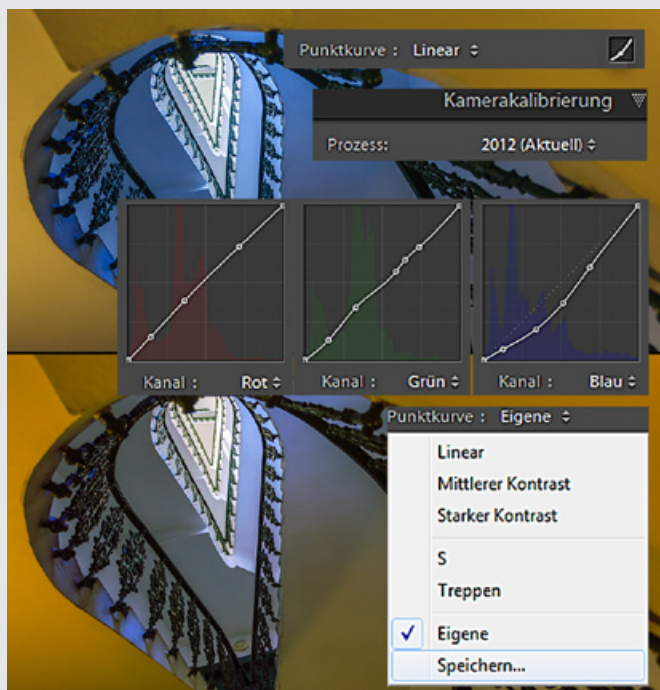 Punktkurve : Linear
Kamerakalibrierung
Prozess: 2012 (Aktuell)
Kanal : Rot
Kanal : Grün
Kanal : Blau
Punktkurve : Eigene
Linear
Mittlerer Kontrast
Starker Kontrast
S
Treppen
Eigene
Speichern...